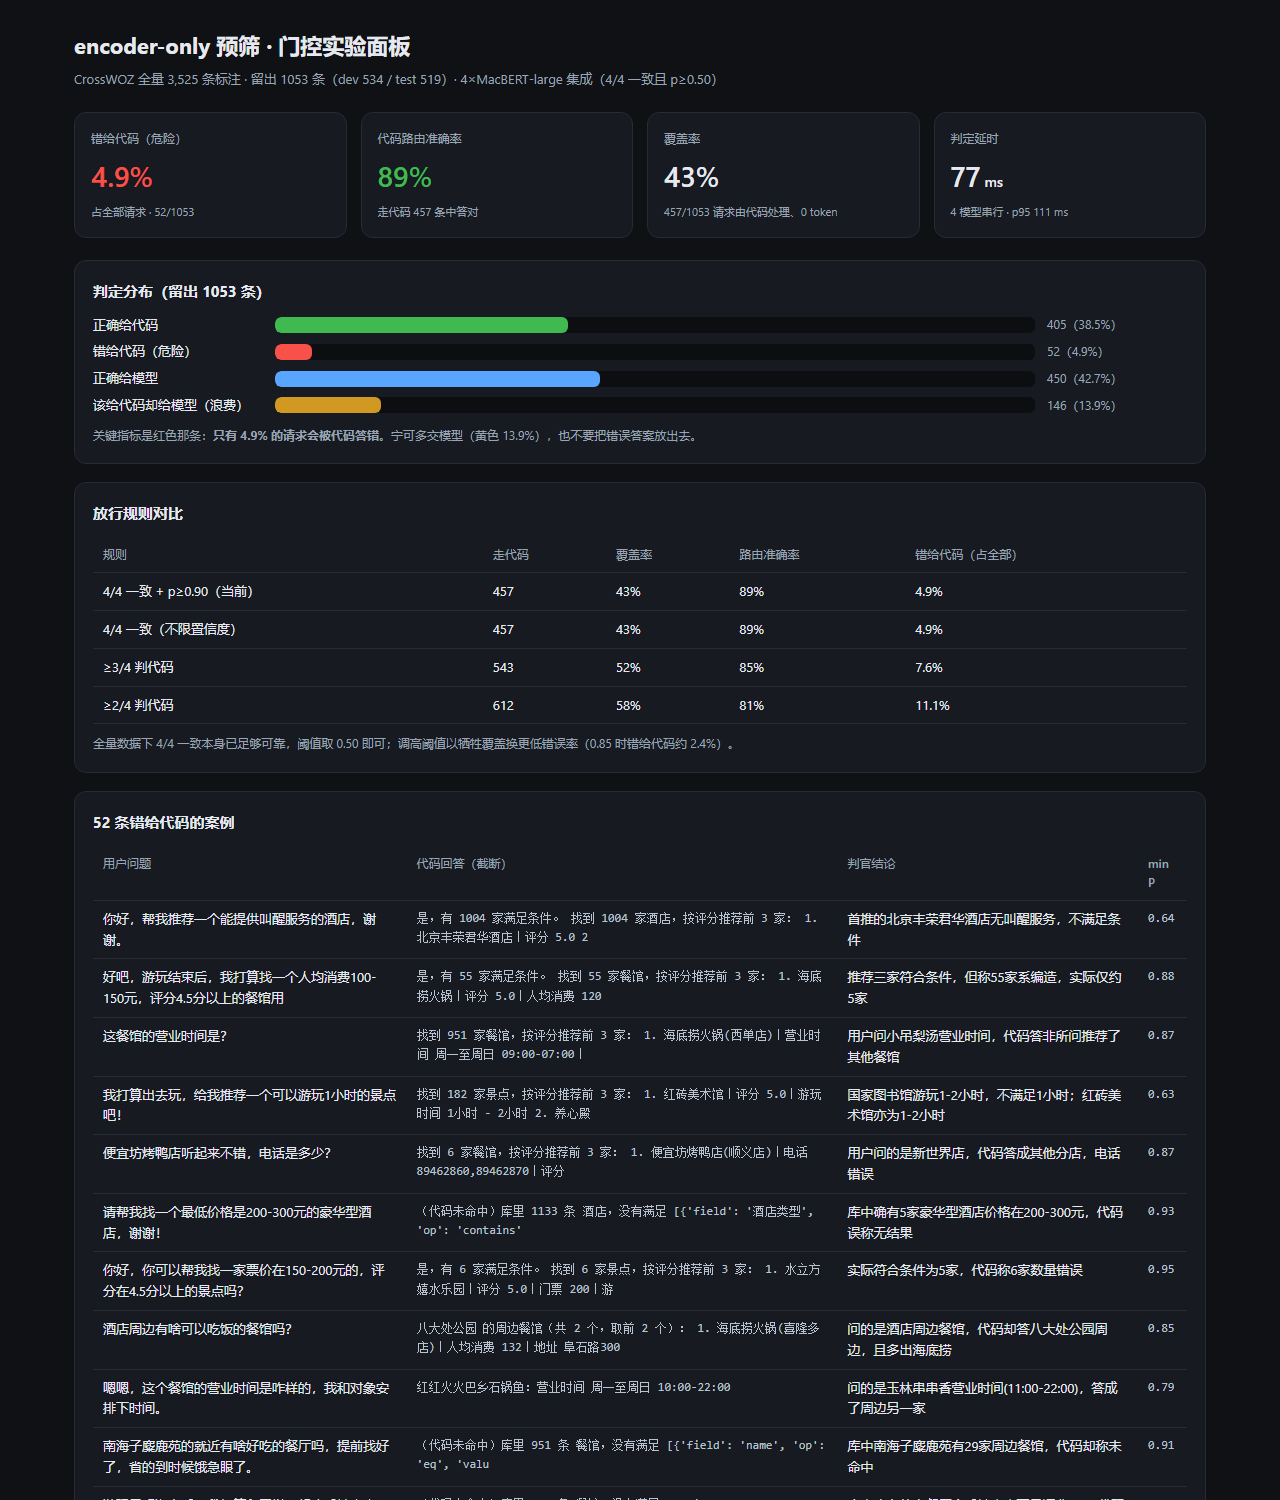 encoder-only 预筛 · 门控实验面板
CrossWOZ 全量 3,525 条标注 · 留出 1053 条（dev 534 / test 519）· 4×MacBERT-large 集成（4/4 一致且 p≥0.50）
错给代码（危险）
4.9%
占全部请求 · 52/1053
代码路由准确率
89%
走代码 457 条中答对
覆盖率
43%
457/1053 请求由代码处理、0 token
判定延时
77 ms
4 模型串行 · p95 111 ms
判定分布（留出 1053 条）
正确给代码 405（38.5%）
错给代码（危险） 52（4.9%）
正确给模型 450（42.7%）
该给代码却给模型（浪费） 146（13.9%）
关键指标是红色那条：只有 4.9% 的请求会被代码答错。宁可多交模型（黄色 13.9%），也不要把错误答案放出去。
放行规则对比
规则 走代码 覆盖率 路由准确率 错给代码（占全部）
4/4 一致 + p≥0.90（当前） 457 43% 89% 4.9%
4/4 一致（不限置信度） 457 43% 89% 4.9%
≥3/4 判代码 543 52% 85% 7.6%
≥2/4 判代码 612 58% 81% 11.1%
全量数据下 4/4 一致本身已足够可靠，阈值取 0.50 即可；调高阈值以牺牲覆盖换更低错误率（0.85 时错给代码约 2.4%）。
52 条错给代码的案例
用户问题 代码回答（截断） 判官结论 min
p
你好，帮我推荐一个能提供叫醒服务的酒店，谢 是，有 1004 家满足条件。 找到 1004 家酒店，按评分推荐前 3 家： 1. 首推的北京丰荣君华酒店无叫醒服务，不满足条 0.64
谢。 北京丰荣君华酒店 | 评分 5.0 2 件
好吧，游玩结束后，我打算找一个人均消费100- 是，有 55 家满足条件。 找到 55 家餐馆，按评分推荐前 3 家： 1. 海底 推荐三家符合条件，但称55家系编造，实际仅约 0.88
150元，评分4.5分以上的餐馆用 捞火锅 | 评分 5.0 | 人均消费 120 5家
这餐馆的营业时间是？ 找到 951 家餐馆，按评分推荐前 3 家： 1. 海底捞火锅(西单店) | 营业时 用户问小吊梨汤营业时间，代码答非所问推荐了 0.87
间 周一至周日 09:00-07:00 | 其他餐馆
我打算出去玩，给我推荐一个可以游玩1小时的景点 找到 182 家景点，按评分推荐前 3 家： 1. 红砖美术馆 | 评分 5.0 | 游玩 国家图书馆游玩1-2小时，不满足1小时；红砖美 0.63
吧！ 时间 1小时 - 2小时 2. 养心殿 术馆亦为1-2小时
便宜坊烤鸭店听起来不错，电话是多少？ 找到 6 家餐馆，按评分推荐前 3 家： 1. 便宜坊烤鸭店(顺义店) | 电话 用户问的是新世界店，代码答成其他分店，电话 0.87
89462860,89462870 | 评分 错误
请帮我找一个最低价格是200-300元的豪华型酒 （代码未命中）库里 1133 条 酒店，没有满足 [{'field': '酒店类型', 库中确有5家豪华型酒店价格在200-300元，代码 0.93
店，谢谢！ 'op': 'contains' 误称无结果
你好，你可以帮我找一家票价在150-200元的，评 是，有 6 家满足条件。 找到 6 家景点，按评分推荐前 3 家： 1. 水立方 实际符合条件为5家，代码称6家数量错误 0.95
分在4.5分以上的景点吗？ 嬉水乐园 | 评分 5.0 | 门票 200 | 游
酒店周边有啥可以吃饭的餐馆吗？ 八大处公园 的周边餐馆（共 2 个，取前 2 个）： 1. 海底捞火锅(喜隆多 问的是酒店周边餐馆，代码却答八大处公园周 0.85
店) | 人均消费 132 | 地址 阜石路300 边，且多出海底捞
嗯嗯，这个餐馆的营业时间是咋样的，我和对象安 红红火火巴乡石锅鱼：营业时间 周一至周日 10:00-22:00 问的是玉林串串香营业时间(11:00-22:00)，答成 0.79
排下时间。 了周边另一家
南海子麋鹿苑的就近有啥好吃的餐厅吗，提前找好 （代码未命中）库里 951 条 餐馆，没有满足 [{'field': 'name', 'op': 库中南海子麋鹿苑有29家周边餐馆，代码却称未 0.91
了，省的到时候饿急眼了。 'eq', 'valu 命中